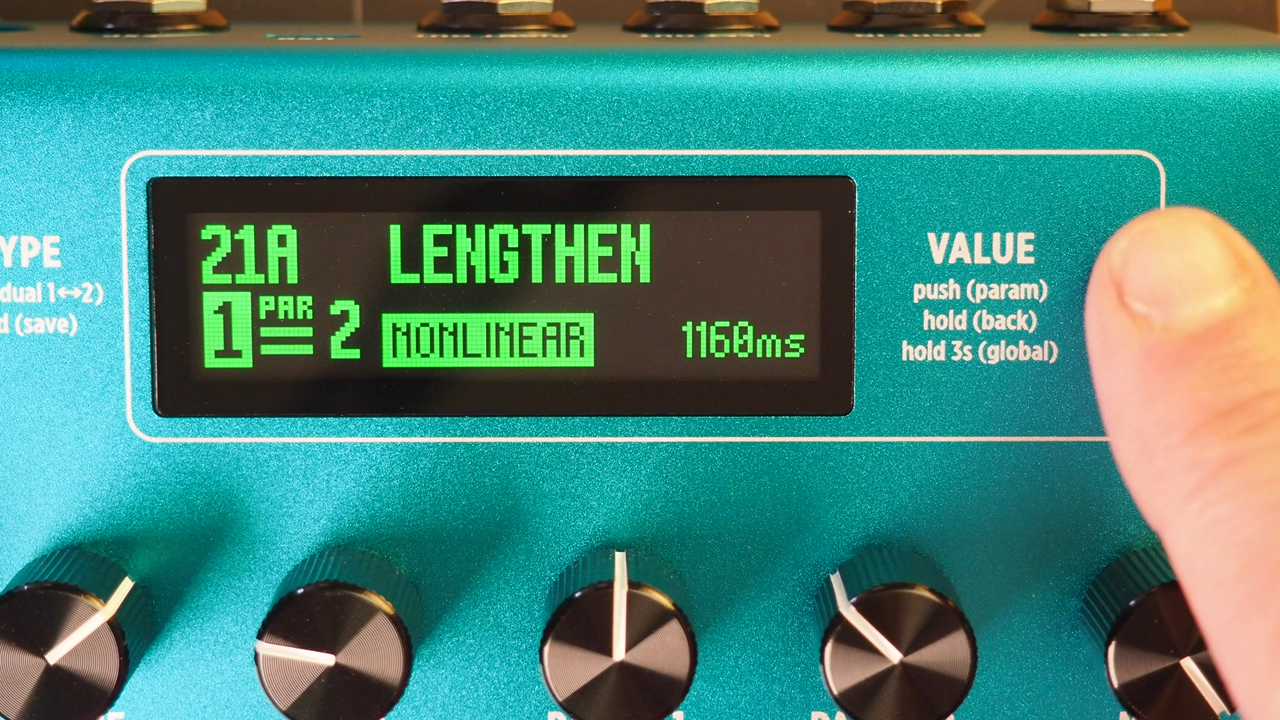 21A LENGTHEN
1 PAR 2 NONLINEAR 1160ms
YPE
dual 1↔2)
d (save)
VALUE
push (param)
hold (back)
hold 3s (global)